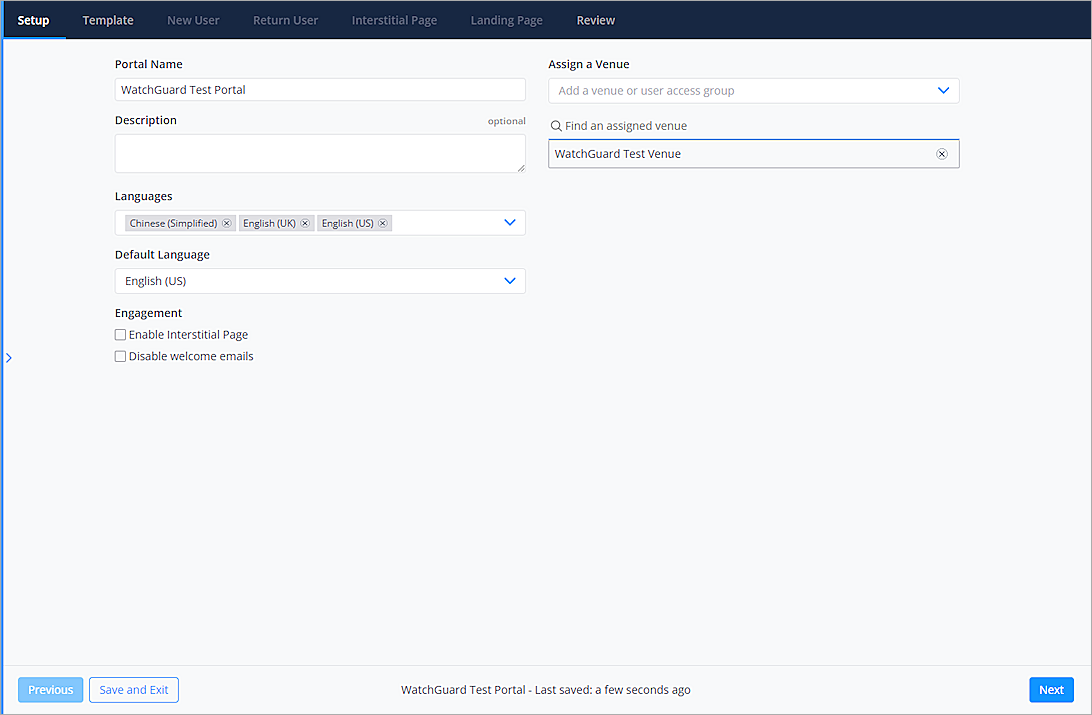 Setup Template New User Return User Interstitial Page Landing Page Review
Portal Name
WatchGuard Test Portal
Description optional
Languages
Chinese (Simplified) English (UK) English (US)
Default Language
English (US)
Engagement
Enable Interstitial Page
Disable welcome emails
Assign a Venue
Add a venue or user access group
Find an assigned venue
WatchGuard Test Venue
Previous Save and Exit WatchGuard Test Portal - Last saved: a few seconds ago Next